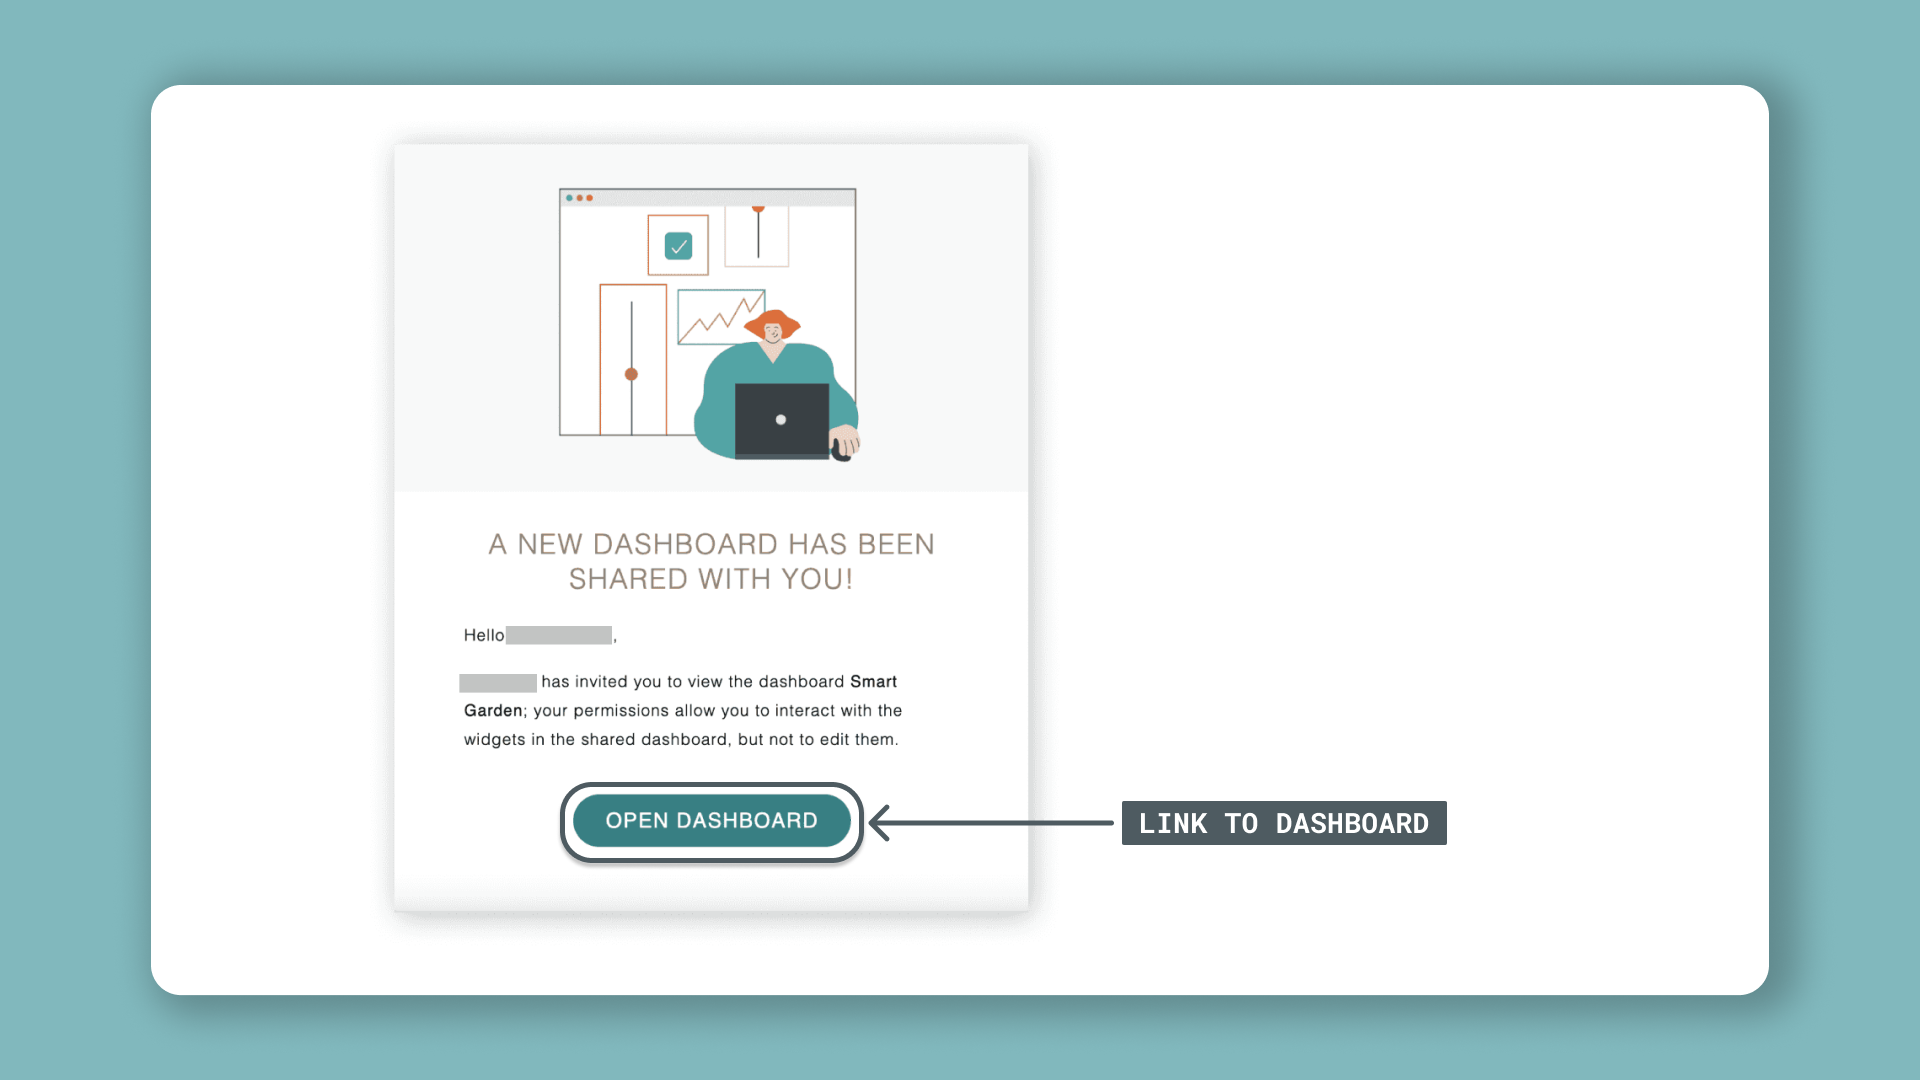 A NEW DASHBOARD HAS BEEN
SHARED WITH YOU!
Hello ,
has invited you to view the dashboard Smart
Garden; your permissions allow you to interact with the
widgets in the shared dashboard, but not to edit them.
OPEN DASHBOARD
LINK TO DASHBOARD